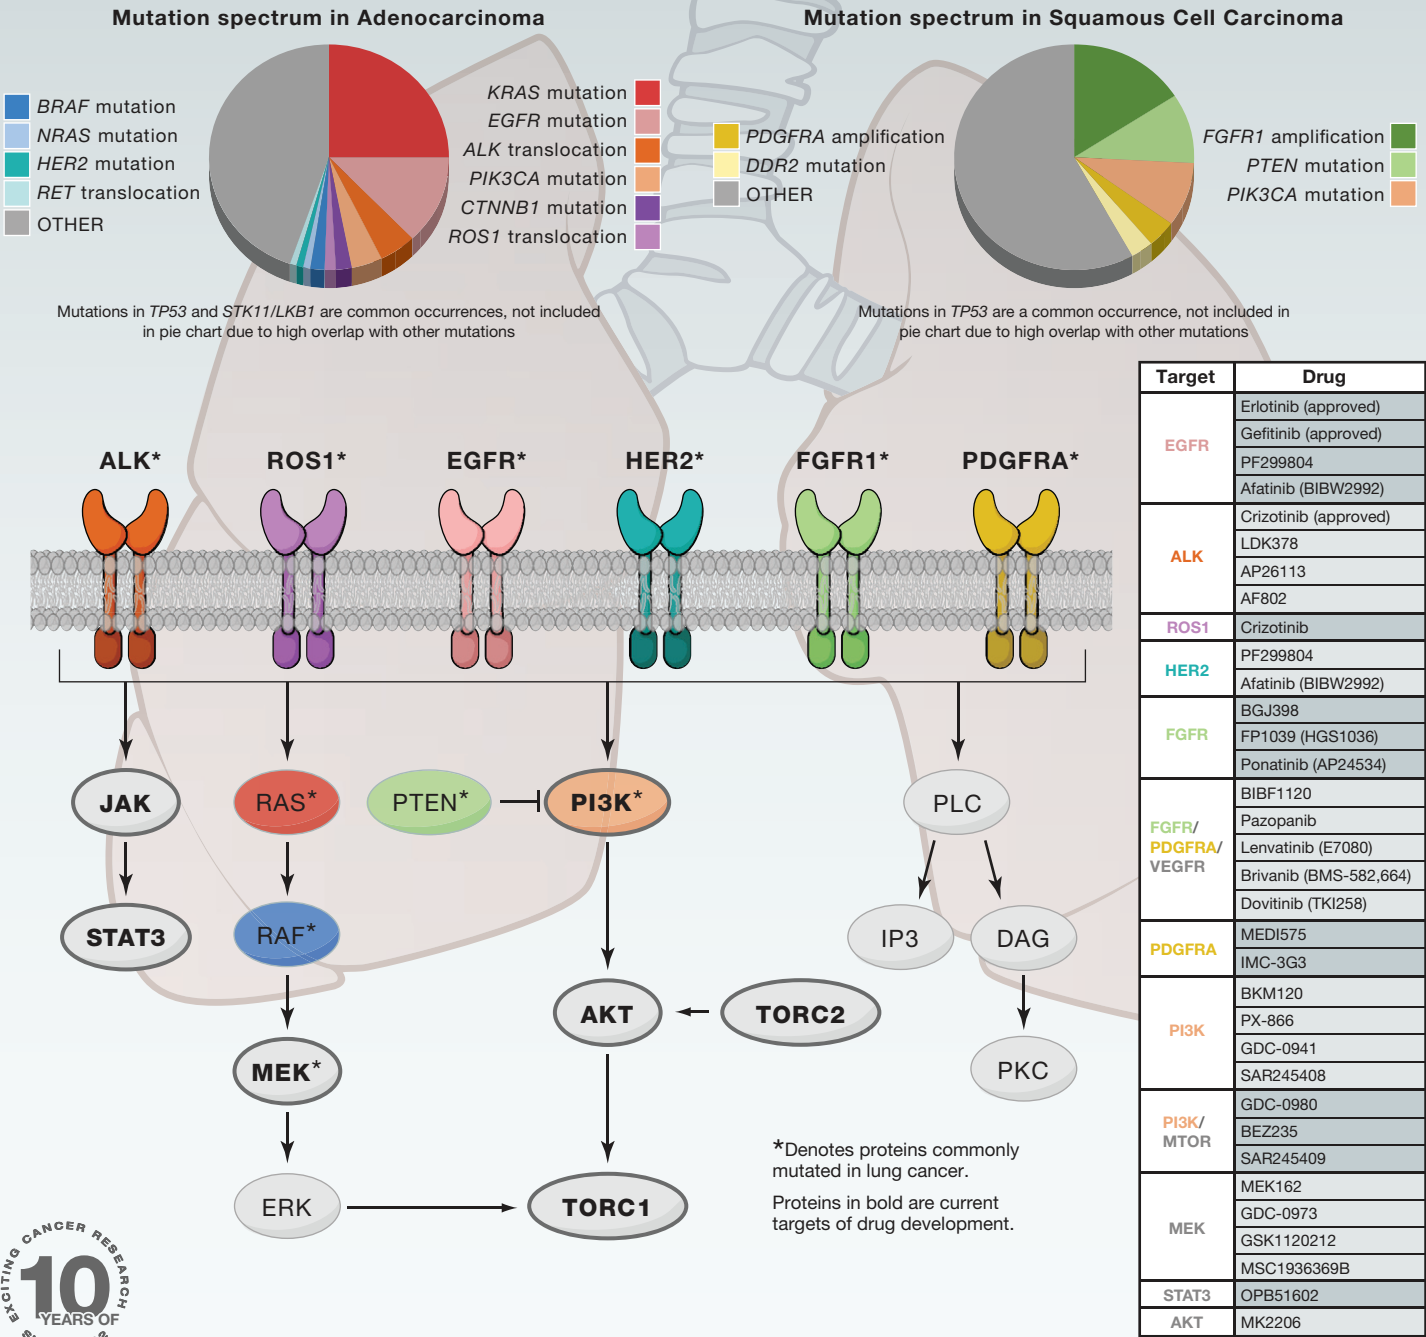 Mutation spectrum in Adenocarcinoma
BRAF mutation
NRAS mutation
HER2 mutation
RET translocation
OTHER
KRAS mutation
EGFR mutation
ALK translocation
PIK3CA mutation
CTNNB1 mutation
ROS1 translocation
Mutations in TP53 and STK11/LKB1 are common occurrences, not included
in pie chart due to high overlap with other mutations
Mutation spectrum in Squamous Cell Carcinoma
PDGFRA amplification
DDR2 mutation
OTHER
FGFR1 amplification
PTEN mutation
PIK3CA mutation
Mutations in TP53 are a common occurrence, not included in
pie chart due to high overlap with other mutations
ALK*
ROS1*
EGFR*
HER2*
FGFR1*
PDGFRA*
JAK
RAS*
PTEN*
PI3K*
PLC
STAT3
RAF*
IP3
DAG
AKT
TORC2
MEK*
PKC
ERK
TORC1
*Denotes proteins commonly
mutated in lung cancer.
Proteins in bold are current
targets of drug development.
Target Drug
EGFR
Erlotinib (approved)
Gefitinib (approved)
PF299804
Afatinib (BIBW2992)
ALK
Crizotinib (approved)
LDK378
AP26113
AF802
ROS1 Crizotinib
HER2
PF299804
Afatinib (BIBW2992)
FGFR
BGJ398
FP1039 (HGS1036)
Ponatinib (AP24534)
FGFR/
PDGFRA/
VEGFR
BIBF1120
Pazopanib
Lenvatinib (E7080)
Brivanib (BMS-582,664)
Dovitinib (TKI258)
PDGFRA
MEDI575
IMC-3G3
PI3K
BKM120
PX-866
GDC-0941
SAR245408
PI3K/
MTOR
GDC-0980
BEZ235
SAR245409
MEK
MEK162
GDC-0973
GSK1120212
MSC1936369B
STAT3 OPB51602
AKT MK2206
EXCITING CANCER RESEARCH
10
YEARS OF